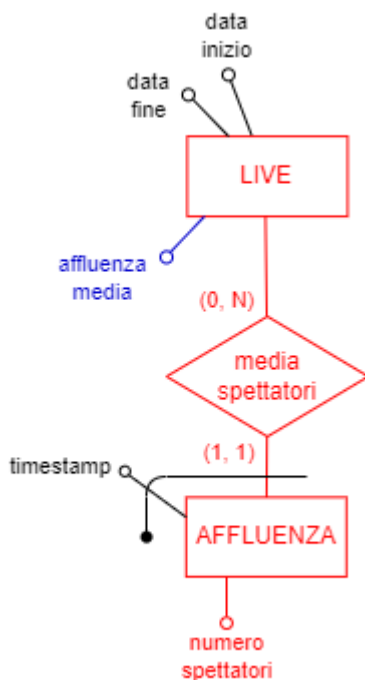 data
inizio
data
fine
LIVE
affluenza
media
(0, N)
media
spettatori
(1, 1)
timestamp
AFFLUENZA
numero
spettatori